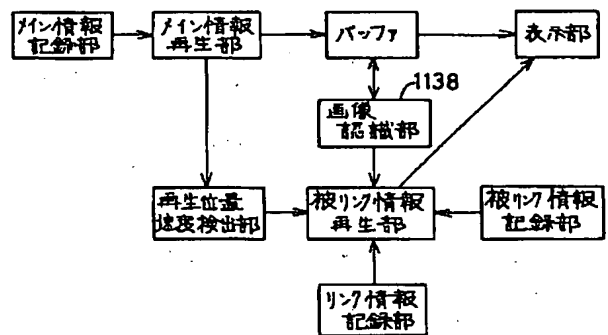 メイン情報
記録部
メイン情報
再生部
バッファ
表示部
1138
画像
認識部
再生位置
速度検出部
被リンク情報
再生部
被リンク情報
記録部
リンク情報
記録部